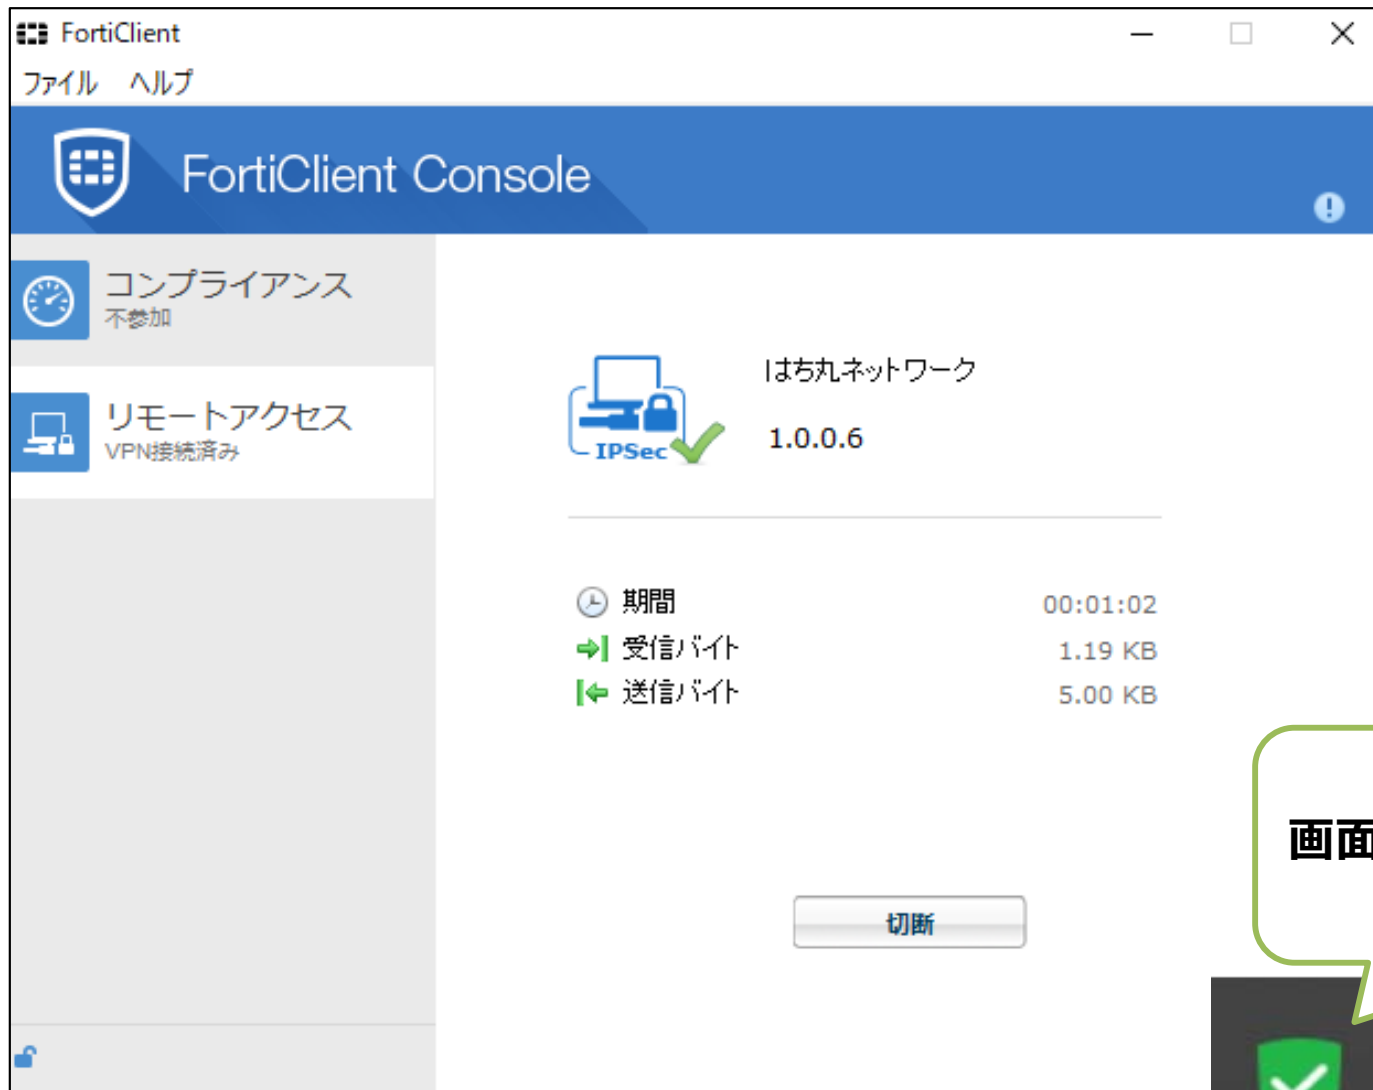 FortiClient
ファイル ヘルプ
FortiClient Console
コンプライアンス
不参加
リモートアクセス
VPN接続済み
はち丸ネットワーク
IPSec
1.0.0.6
期間 00:01:02
受信バイト 1.19 KB
送信バイト 5.00 KB
切断
画面